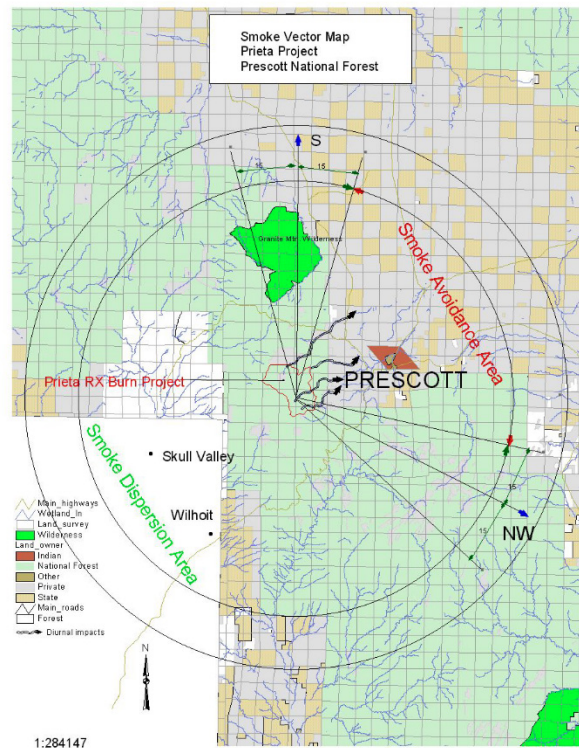 Smoke Vector Map
Prieta Project
Prescott National Forest
S
15
15
Granite Mtn. Wilderness
Smoke Avoidance Area
Prieta RX Burn Project
PRESCOTT
Smoke Dispersion Area
Skull Valley
Wilhoit
15
15
NW
Main_highways
Wetland_ln
Land_survey
Wilderness
Land_owner
Indian
National Forest
Other
Private
State
Main_roads
Forest
Diurnal impacts
N
1:284147